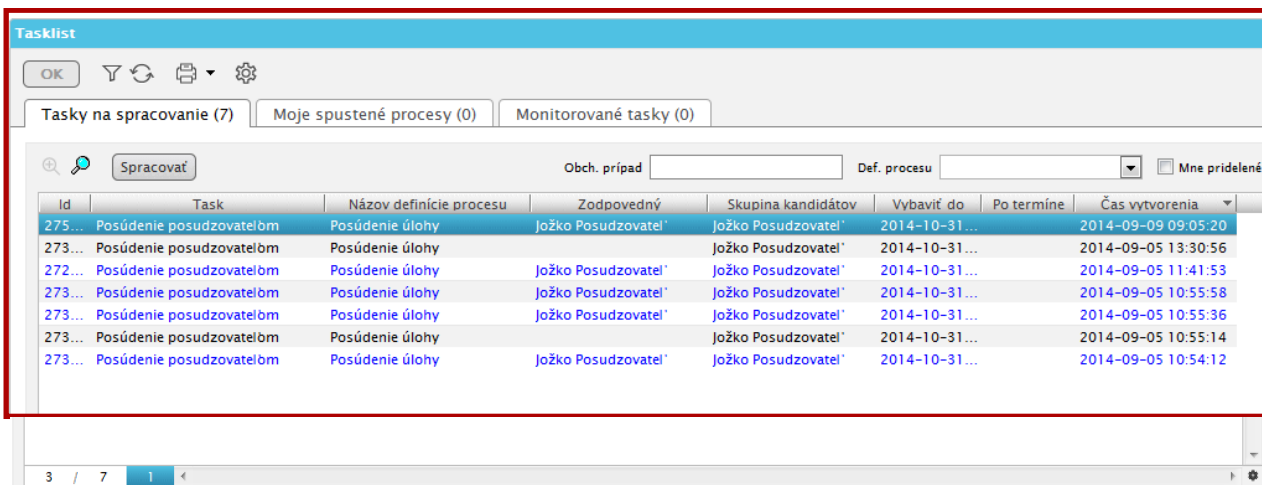 Tasklist
OK
Tasky na spracovanie (7) Moje spustené procesy (0) Monitorované tasky (0)
Spracovať Obch. prípad Def. procesu Mne pridelené
Id Task Názov definície procesu Zodpovedný Skupina kandidátov Vybaviť do Po termíne Čas vytvorenia
275... Posúdenie posudzovateľom Posúdenie úlohy Jožko Posudzovateľ Jožko Posudzovateľ 2014-10-31... 2014-09-09 09:05:20
273... Posúdenie posudzovateľom Posúdenie úlohy Jožko Posudzovateľ 2014-10-31... 2014-09-05 13:30:56
272... Posúdenie posudzovateľom Posúdenie úlohy Jožko Posudzovateľ Jožko Posudzovateľ 2014-10-31... 2014-09-05 11:41:53
273... Posúdenie posudzovateľom Posúdenie úlohy Jožko Posudzovateľ Jožko Posudzovateľ 2014-10-31... 2014-09-05 10:55:58
273... Posúdenie posudzovateľom Posúdenie úlohy Jožko Posudzovateľ Jožko Posudzovateľ 2014-10-31... 2014-09-05 10:55:36
273... Posúdenie posudzovateľom Posúdenie úlohy Jožko Posudzovateľ 2014-10-31... 2014-09-05 10:55:14
273... Posúdenie posudzovateľom Posúdenie úlohy Jožko Posudzovateľ Jožko Posudzovateľ 2014-10-31... 2014-09-05 10:54:12
3 / 7 1